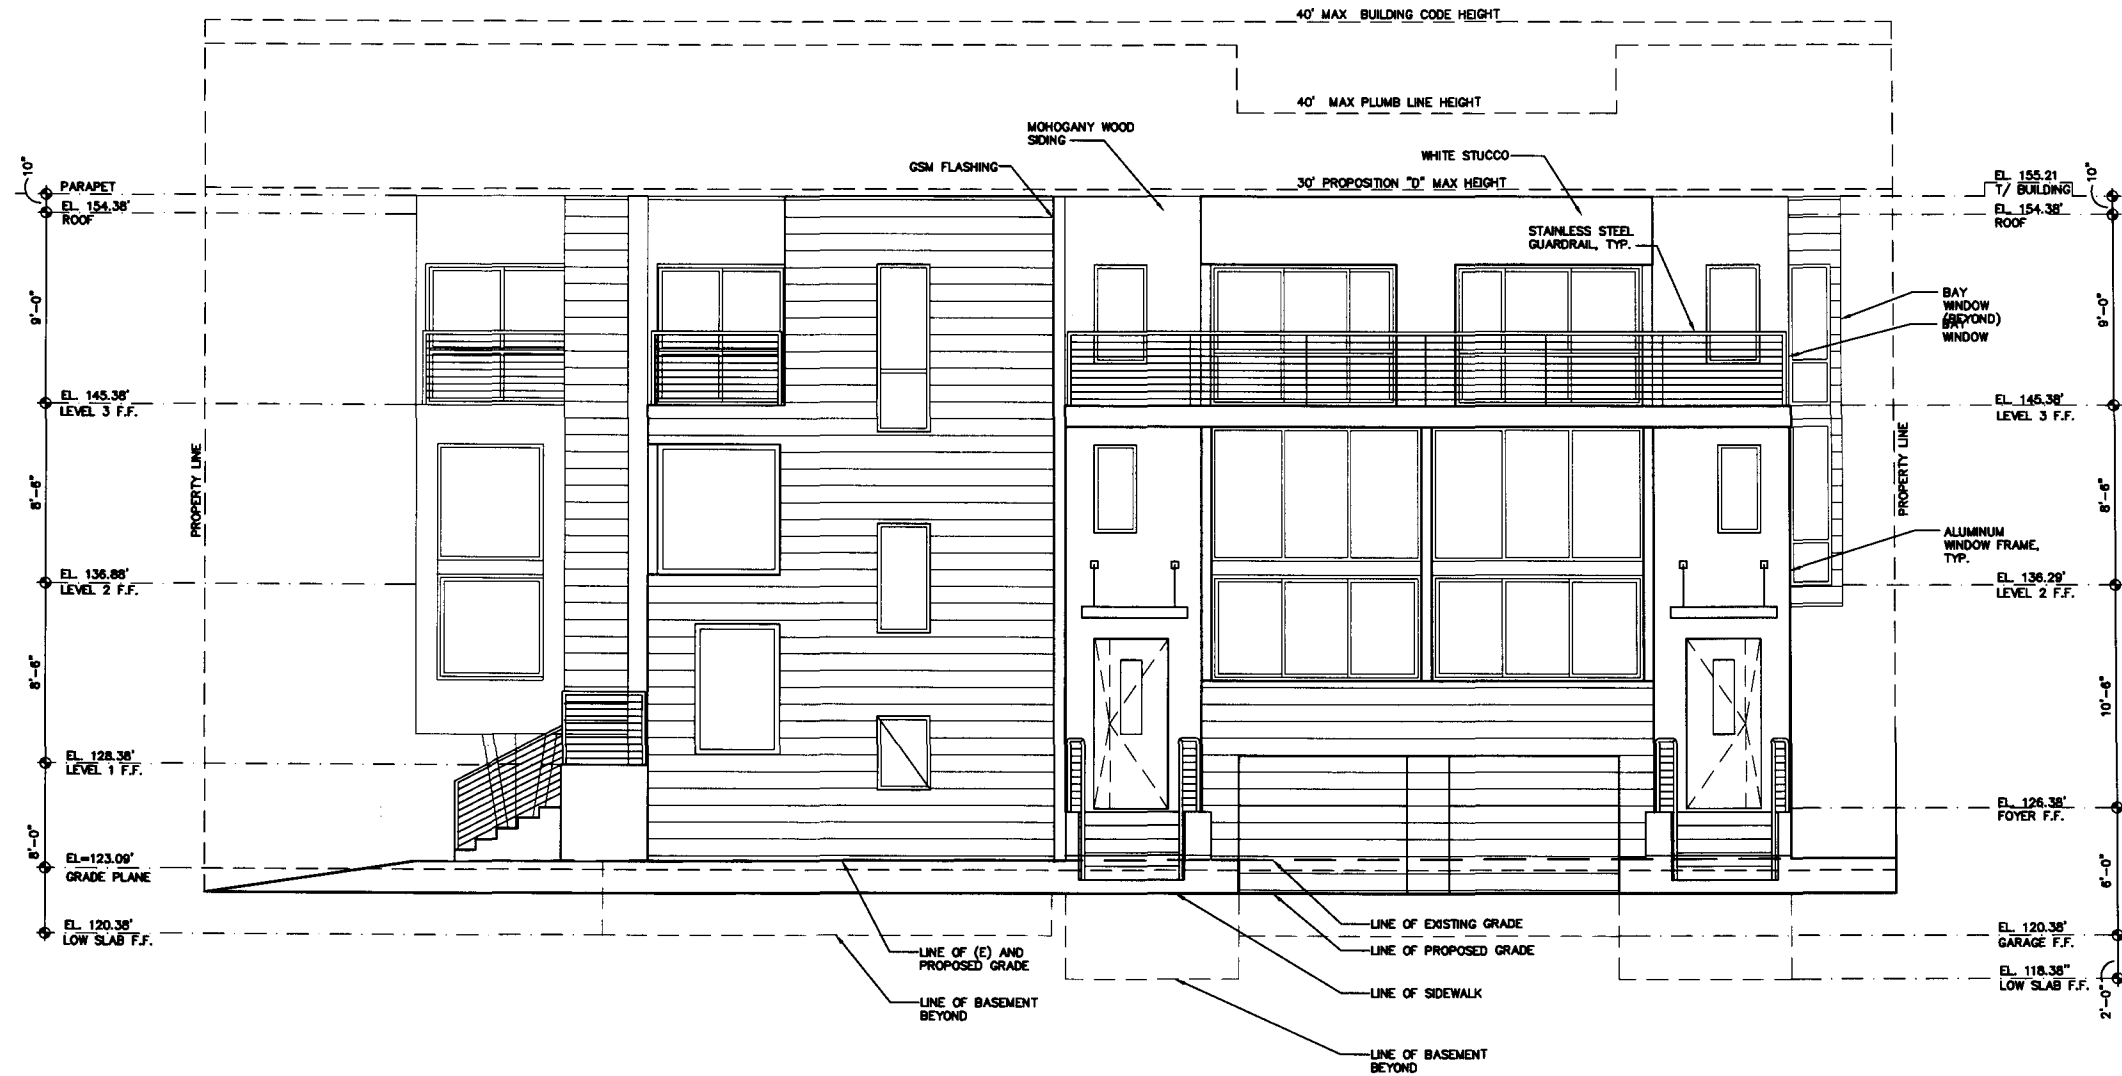 40' MAX BUILDING CODE HEIGHT
40' MAX PLUMB LINE HEIGHT
30' PROPOSITION "D" MAX HEIGHT
MOHOGANY WOOD
SIDING
GSM FLASHING
WHITE STUCCO
STAINLESS STEEL
GUARDRAIL, TYP.
10"
PARAPET
EL. 154.38'
ROOF
9'-0"
EL. 145.38'
LEVEL 3 F.F.
8'-6"
EL. 136.88'
LEVEL 2 F.F.
8'-6"
EL. 128.38'
LEVEL 1 F.F.
8'-0"
EL=123.09'
GRADE PLANE
EL. 120.38'
LOW SLAB F.F.
PROPERTY LINE
PROPERTY LINE
EL. 155.21
T/ BUILDING
10"
EL. 154.38'
ROOF
BAY
WINDOW
(BEYOND)
BAY
WINDOW
9'-0"
EL. 145.38'
LEVEL 3 F.F.
8'-6"
ALUMINUM
WINDOW FRAME,
TYP.
EL. 136.29'
LEVEL 2 F.F.
10'-6"
EL. 126.38'
FOYER F.F.
6'-0"
EL. 120.38'
GARAGE F.F.
EL. 118.38"
LOW SLAB F.F.
2'-0"
LINE OF EXISTING GRADE
LINE OF PROPOSED GRADE
LINE OF (E) AND
PROPOSED GRADE
LINE OF SIDEWALK
LINE OF BASEMENT
BEYOND
LINE OF BASEMENT
BEYOND